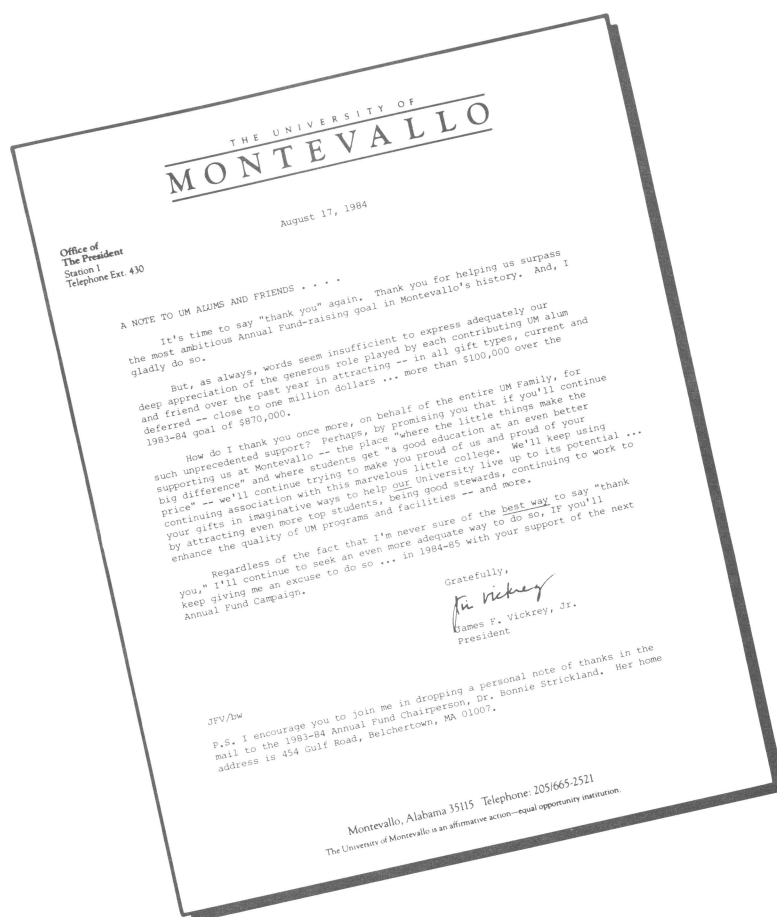 THE UNIVERSITY OF
MONTEVALLO
August 17, 1984
Office of
The President
Station 1
Telephone Ext. 430
A NOTE TO UM ALUMS AND FRIENDS . . . .
It's time to say "thank you" again. Thank you for helping us surpass
the most ambitious Annual Fund-raising goal in Montevallo's history. And, I
gladly do so.
But, as always, words seem insufficient to express adequately our
deep appreciation of the generous role played by each contributing UM alum
and friend over the past year in attracting -- in all gift types, current and
deferred -- close to one million dollars ... more than $100,000 over the
1983-84 goal of $870,000.
How do I thank you once more, on behalf of the entire UM Family, for
such unprecedented support? Perhaps, by promising you that if you'll continue
supporting us at Montevallo -- the place "where the little things make the
big difference" and where students get "a good education at an even better
price" -- we'll continue trying to make you proud of us and proud of your
continuing association with this marvelous little college. We'll keep using
your gifts in imaginative ways to help our University live up to its potential ...
by attracting even more top students, being good stewards, continuing to work to
enhance the quality of UM programs and facilities -- and more.
Regardless of the fact that I'm never sure of the best way to say "thank
you," I'll continue to seek an even more adequate way to do so, IF you'll
keep giving me an excuse to do so ... in 1984-85 with your support of the next
Annual Fund Campaign.
Gratefully,
Jim Vickrey
James F. Vickrey, Jr.
President
JFV/bw
P.S. I encourage you to join me in dropping a personal note of thanks in the
mail to the 1983-84 Annual Fund Chairperson, Dr. Bonnie Strickland. Her home
address is 454 Gulf Road, Belchertown, MA 01007.
Montevallo, Alabama 35115 Telephone: 205/665-2521
The University of Montevallo is an affirmative action—equal opportunity institution.